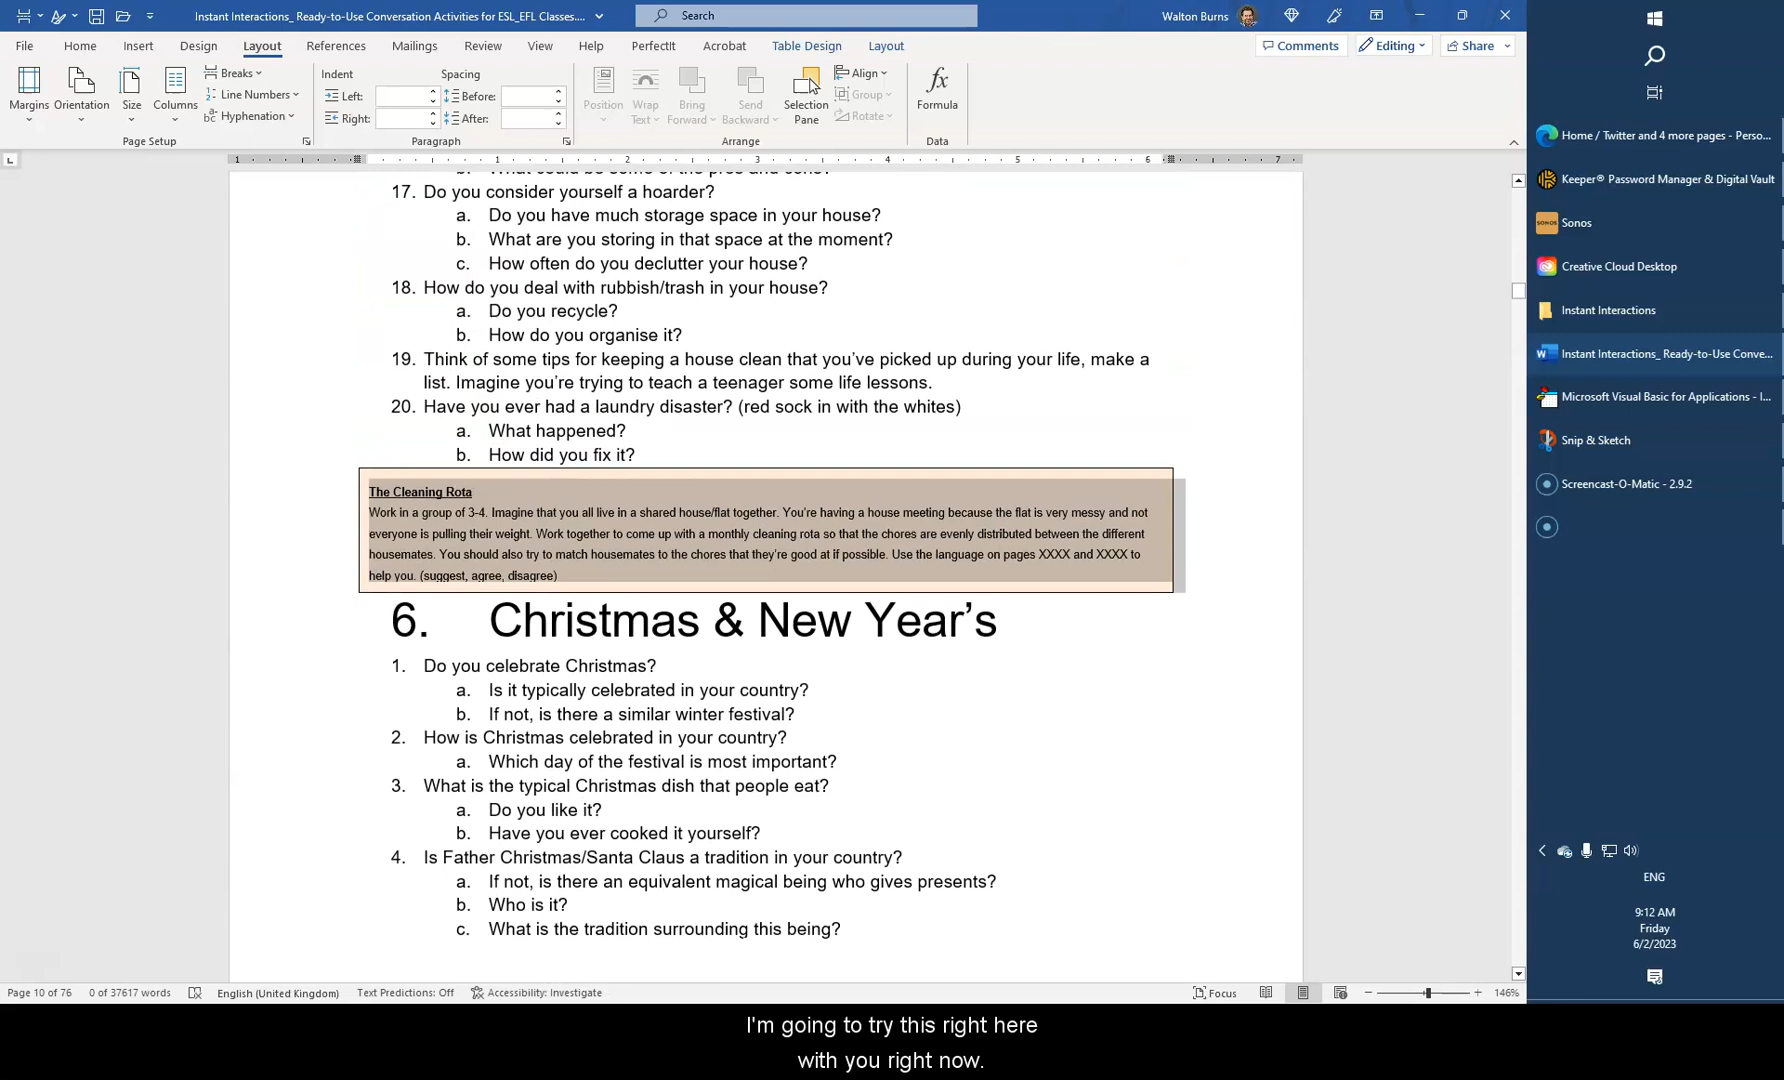 Instant Interactions_ Ready-to-Use Conversation Activities for ESL_EFL Classes....
Search
Walton Burns
File
Home
Insert
Design
Layout
References
Mailings
Review
View
Help
PerfectIt
Acrobat
Table Design
Layout
Comments
Editing
Share
Margins
Orientation
Size
Columns
Breaks
Line Numbers
Hyphenation
Page Setup
Indent
Left:
Right:
Spacing
Before:
After:
Paragraph
Position
Wrap Text
Bring Forward
Send Backward
Selection Pane
Align
Group
Rotate
Arrange
Formula
Data
1 1 2 3 4 5 6 7
b. What could be some of the pros and cons?
17. Do you consider yourself a hoarder?
a. Do you have much storage space in your house?
b. What are you storing in that space at the moment?
c. How often do you declutter your house?
18. How do you deal with rubbish/trash in your house?
a. Do you recycle?
b. How do you organise it?
19. Think of some tips for keeping a house clean that you’ve picked up during your life, make a
list. Imagine you’re trying to teach a teenager some life lessons.
20. Have you ever had a laundry disaster? (red sock in with the whites)
a. What happened?
b. How did you fix it?
The Cleaning Rota
Work in a group of 3-4. Imagine that you all live in a shared house/flat together. You’re having a house meeting because the flat is very messy and not
everyone is pulling their weight. Work together to come up with a monthly cleaning rota so that the chores are evenly distributed between the different
housemates. You should also try to match housemates to the chores that they’re good at if possible. Use the language on pages XXXX and XXXX to
help you. (suggest, agree, disagree)
6. Christmas & New Year’s
1. Do you celebrate Christmas?
a. Is it typically celebrated in your country?
b. If not, is there a similar winter festival?
2. How is Christmas celebrated in your country?
a. Which day of the festival is most important?
3. What is the typical Christmas dish that people eat?
a. Do you like it?
b. Have you ever cooked it yourself?
4. Is Father Christmas/Santa Claus a tradition in your country?
a. If not, is there an equivalent magical being who gives presents?
b. Who is it?
c. What is the tradition surrounding this being?
Page 10 of 76
0 of 37617 words
English (United Kingdom)
Text Predictions: Off
Accessibility: Investigate
Focus
146%
Home / Twitter and 4 more pages - Perso...
Keeper® Password Manager & Digital Vault
SONOS
Sonos
Creative Cloud Desktop
Instant Interactions
Instant Interactions_ Ready-to-Use Conve...
Microsoft Visual Basic for Applications - I...
Snip & Sketch
Screencast-O-Matic - 2.9.2
ENG
9:12 AM
Friday
6/2/2023
I'm going to try this right here
with you right now.